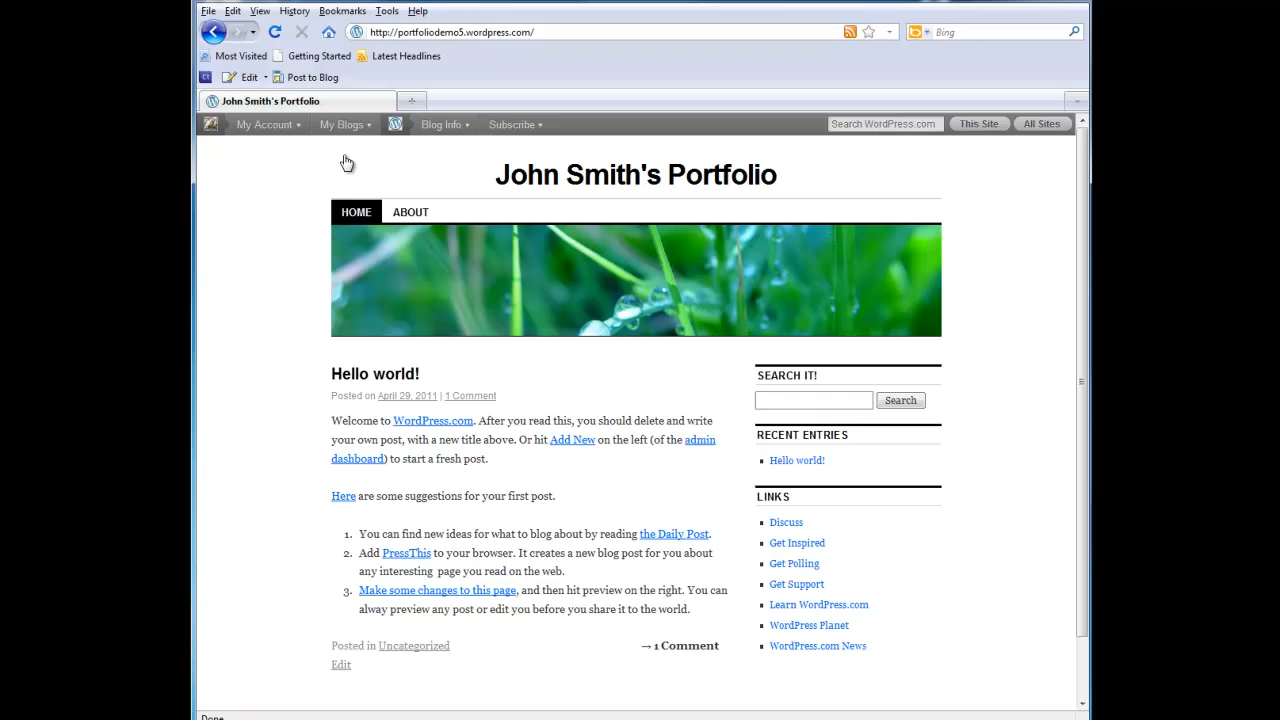 File Edit View History Bookmarks Tools Help
http://portfoliodemo5.wordpress.com/ Bing
Most Visited Getting Started Latest Headlines
Edit Post to Blog
John Smith's Portfolio
My Account My Blogs Blog Info Subscribe Search WordPress.com This Site All Sites
John Smith's Portfolio
HOME ABOUT
Hello world!
Posted on April 29, 2011 | 1 Comment
Welcome to WordPress.com. After you read this, you should delete and write
your own post, with a new title above. Or hit Add New on the left (of the admin
dashboard) to start a fresh post.
Here are some suggestions for your first post.
1. You can find new ideas for what to blog about by reading the Daily Post.
2. Add PressThis to your browser. It creates a new blog post for you about
any interesting page you read on the web.
3. Make some changes to this page, and then hit preview on the right. You can
alway preview any post or edit you before you share it to the world.
Posted in Uncategorized → 1 Comment
Edit
SEARCH IT!
Search
RECENT ENTRIES
Hello world!
LINKS
Discuss
Get Inspired
Get Polling
Get Support
Learn WordPress.com
WordPress Planet
WordPress.com News
Done